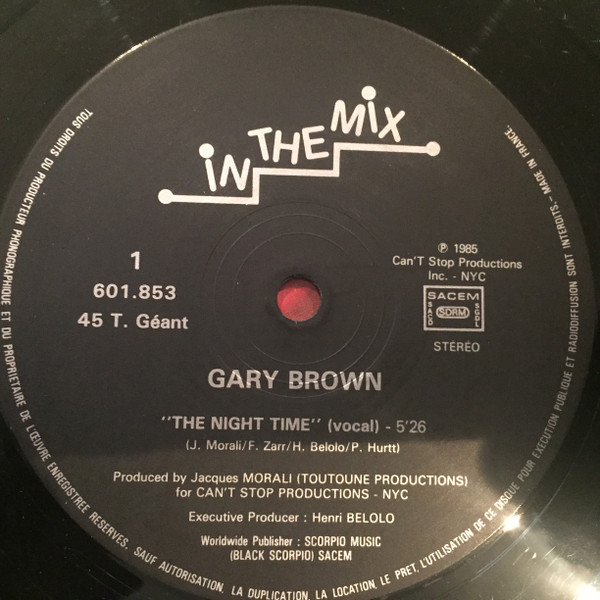 iN THE MiX
1
601.853
45 T. Géant
℗ 1985
Can'T Stop Productions
Inc. - NYC
SACEM
SACD
SDRM
SGDL
STÉRÉO
GARY BROWN
"THE NIGHT TIME" (vocal) - 5'26
(J. Morali/F. Zarr/H. Belolo/P. Hurtt)
Produced by Jacques MORALI (TOUTOUNE PRODUCTIONS)
for CAN'T STOP PRODUCTIONS - NYC
Executive Producer : Henri BELOLO
Worldwide Publisher : SCORPIO MUSIC
(BLACK SCORPIO) SACEM
TOUS DROITS DU PRODUCTEUR PHONOGRAPHIQUE ET DU PROPRIETAIRE DE L'ŒUVRE ENREGISTREE RESERVES, SAUF AUTORISATION, LA DUPLICATION, LA LOCATION, LE PRET, L'UTILISATION DE CE DISQUE POUR EXECUTION PUBLIQUE ET RADIODIFFUSION SONT INTERDITS. - MADE IN FRANCE.